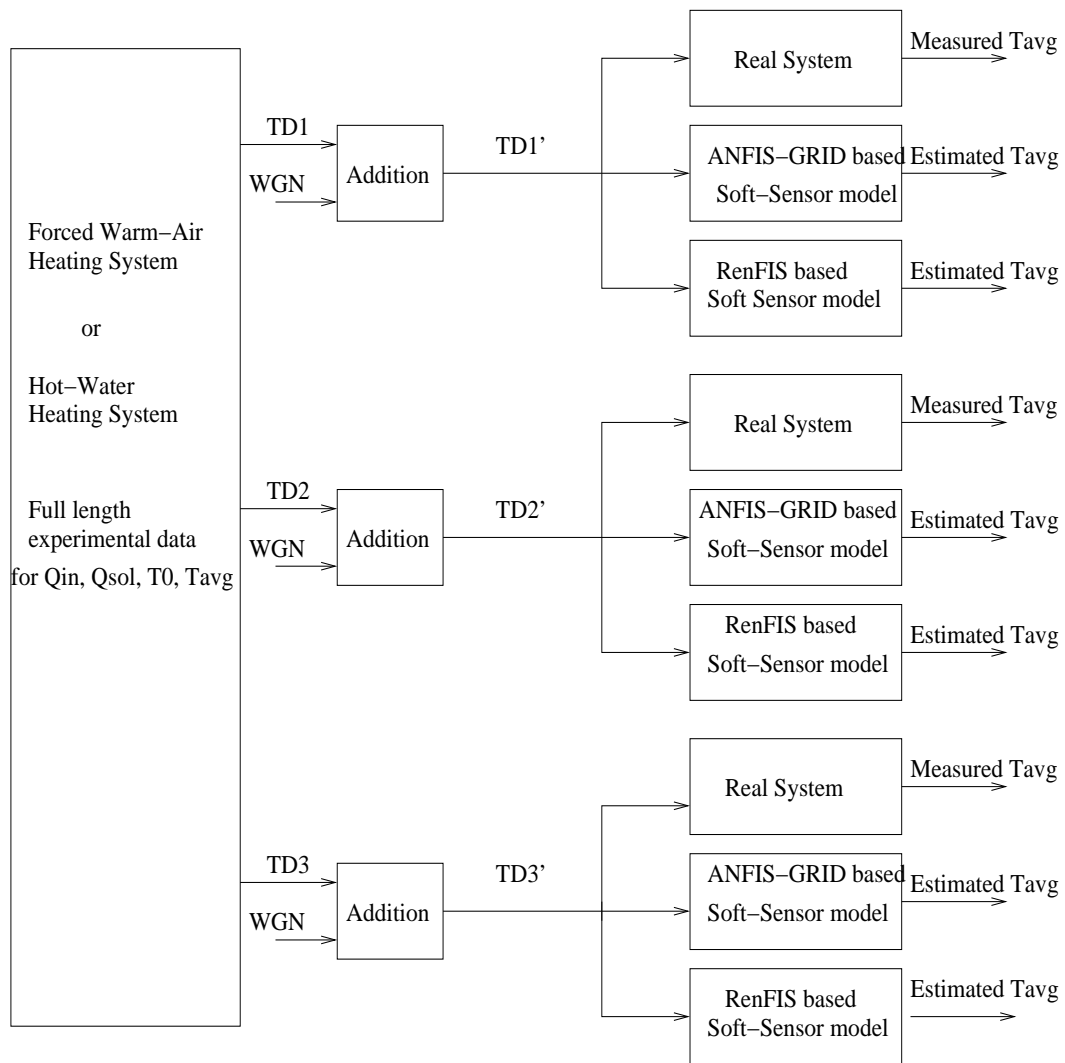 Forced Warm−Air
Heating System
or
Hot−Water
Heating System
Full length
experimental data
for Qin, Qsol, T0, Tavg
TD1
WGN
Addition
TD1’
Real System
Measured Tavg
ANFIS−GRID based
Soft−Sensor model
Estimated Tavg
RenFIS based
Soft Sensor model
Estimated Tavg
TD2
WGN
Addition
TD2’
Real System
Measured Tavg
ANFIS−GRID based
Soft−Sensor model
Estimated Tavg
RenFIS based
Soft−Sensor model
Estimated Tavg
TD3
WGN
Addition
TD3’
Real System
Measured Tavg
ANFIS−GRID based
Soft−Sensor model
Estimated Tavg
RenFIS based
Soft−Sensor model
Estimated Tavg